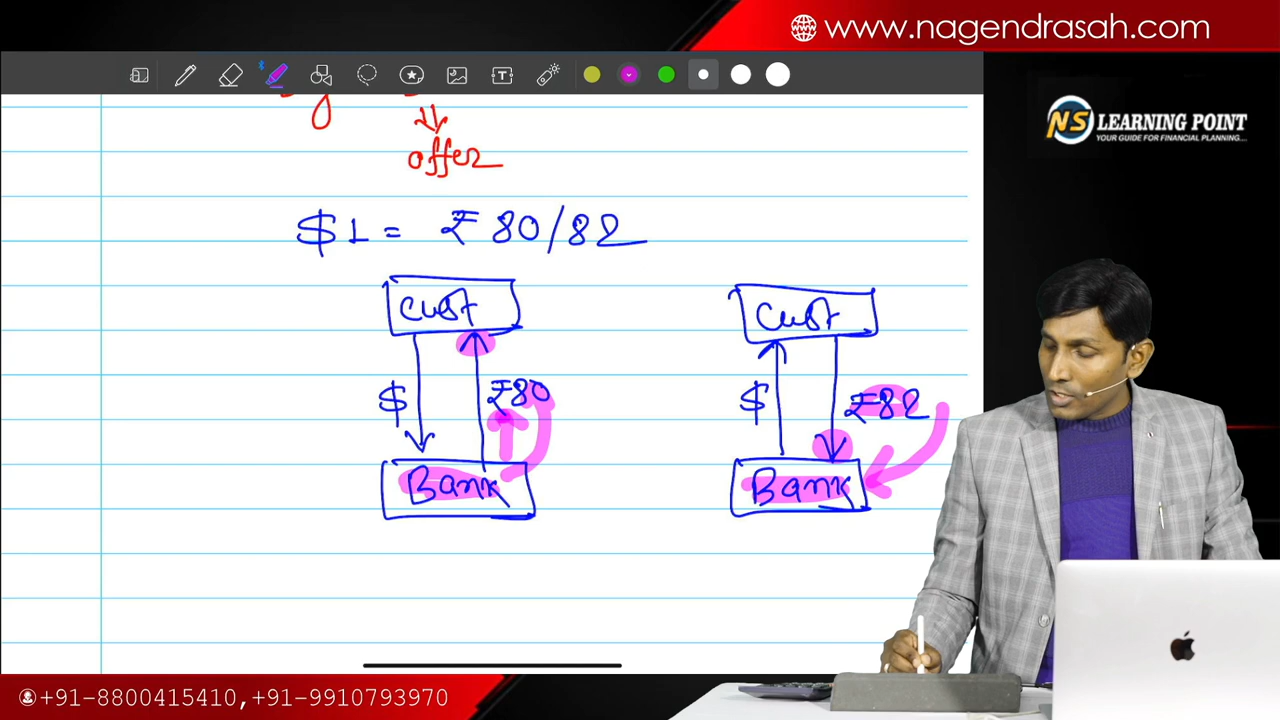 www.nagendrasah.com
NS LEARNING POINT
YOUR GUIDE FOR FINANCIAL PLANNING....
offer
$1 = ₹80/82
Cust
Cust
$
₹80
$
₹82
Bank
Bank
+91-8800415410,+91-9910793970